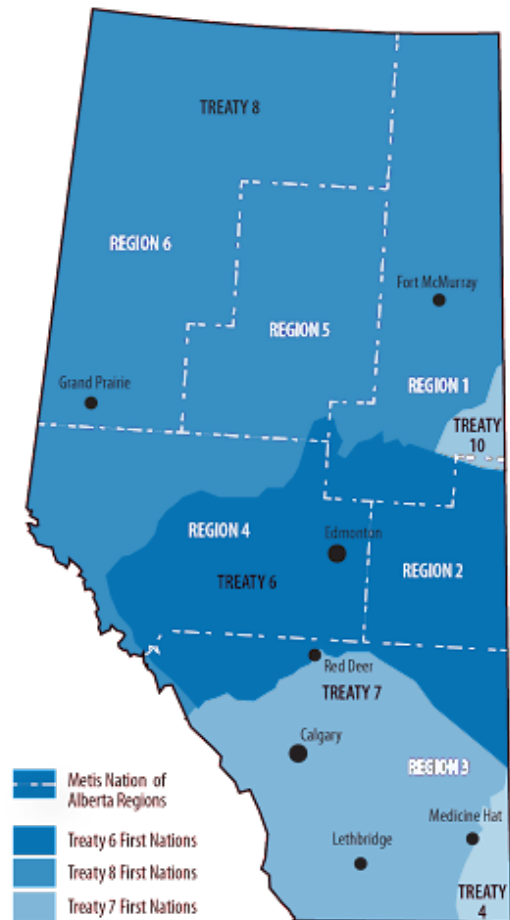 TREATY 8
REGION 6
Fort McMurray
REGION 5
Grand Prairie
REGION 1
TREATY
10
REGION 4
Edmonton
REGION 2
TREATY 6
Red Deer
TREATY 7
Calgary
REGION 3
Metis Nation of
Alberta Regions
Medicine Hat
Treaty 6 First Nations
Lethbridge
Treaty 8 First Nations
TREATY
4
Treaty 7 First Nations